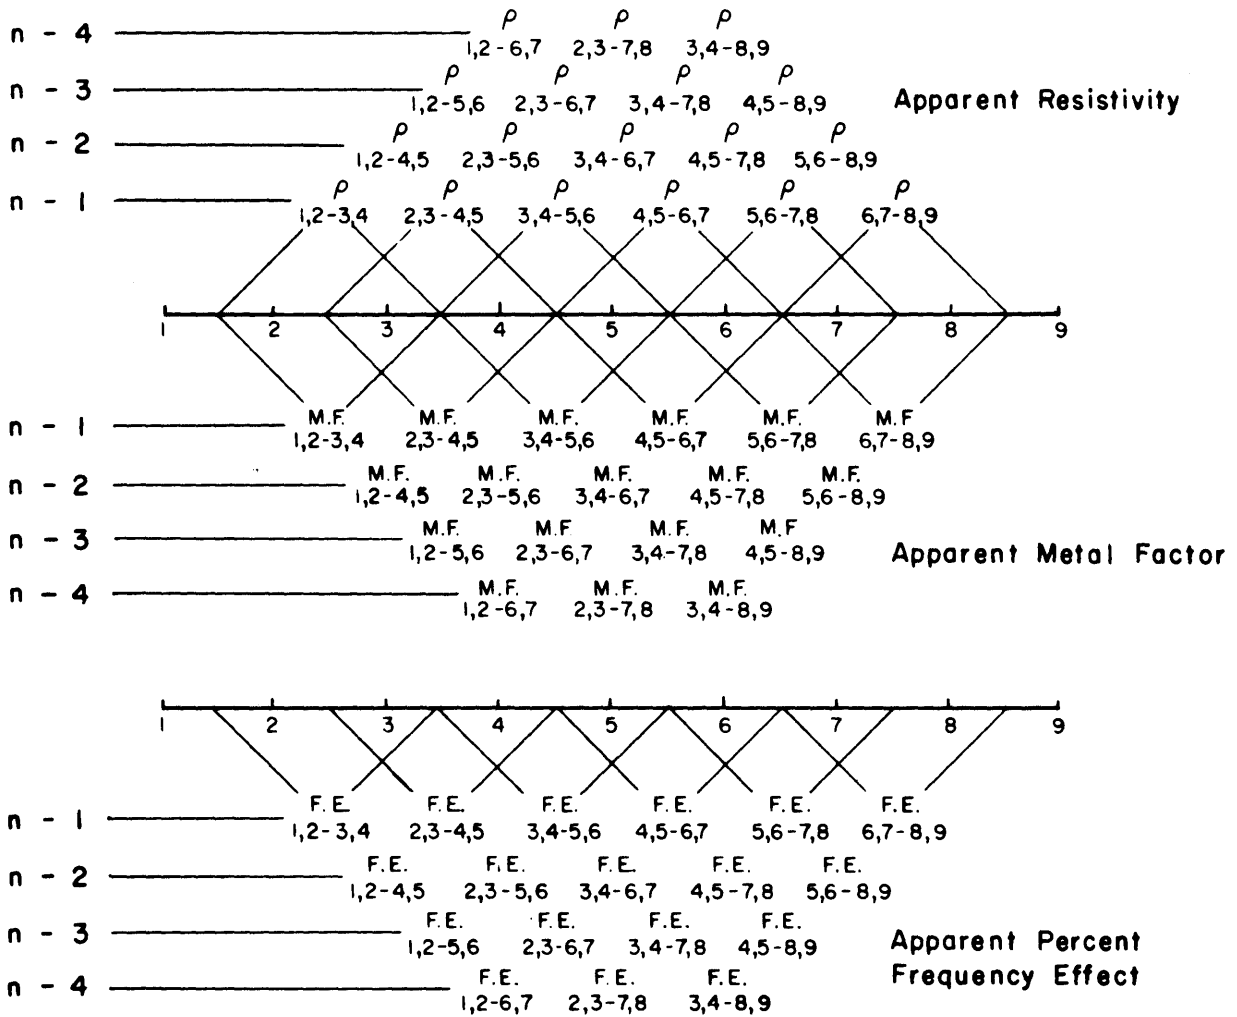 n - 4 ρ ρ ρ
1,2-6,7 2,3-7,8 3,4-8,9
n - 3 ρ ρ ρ ρ
1,2-5,6 2,3-6,7 3,4-7,8 4,5-8,9
Apparent Resistivity
n - 2 ρ ρ ρ ρ ρ
1,2-4,5 2,3-5,6 3,4-6,7 4,5-7,8 5,6-8,9
n - 1 ρ ρ ρ ρ ρ ρ
1,2-3,4 2,3-4,5 3,4-5,6 4,5-6,7 5,6-7,8 6,7-8,9
1 2 3 4 5 6 7 8 9
n - 1 M.F. M.F. M.F. M.F. M.F. M.F
1,2-3,4 2,3-4,5 3,4-5,6 4,5-6,7 5,6-7,8 6,7-8,9
n - 2 M.F. M.F. M.F. M.F. M.F.
1,2-4,5 2,3-5,6 3,4-6,7 4,5-7,8 5,6-8,9
n - 3 M.F. M.F. M.F. M.F
1,2-5,6 2,3-6,7 3,4-7,8 4,5-8,9
Apparent Metal Factor
n - 4 M.F. M.F. M.F.
1,2-6,7 2,3-7,8 3,4-8,9
1 2 3 4 5 6 7 8 9
n - 1 F.E. F.E. F.E. F.E. F.E. F.E.
1,2-3,4 2,3-4,5 3,4-5,6 4,5-6,7 5,6-7,8 6,7-8,9
n - 2 F.E. F.E. F.E. F.E. F.E.
1,2-4,5 2,3-5,6 3,4-6,7 4,5-7,8 5,6-8,9
n - 3 F.E. F.E. F.E. F.E.
1,2-5,6 2,3-6,7 3,4-7,8 4,5-8,9
Apparent Percent
Frequency Effect
n - 4 F.E. F.E. F.E.
1,2-6,7 2,3-7,8 3,4-8,9